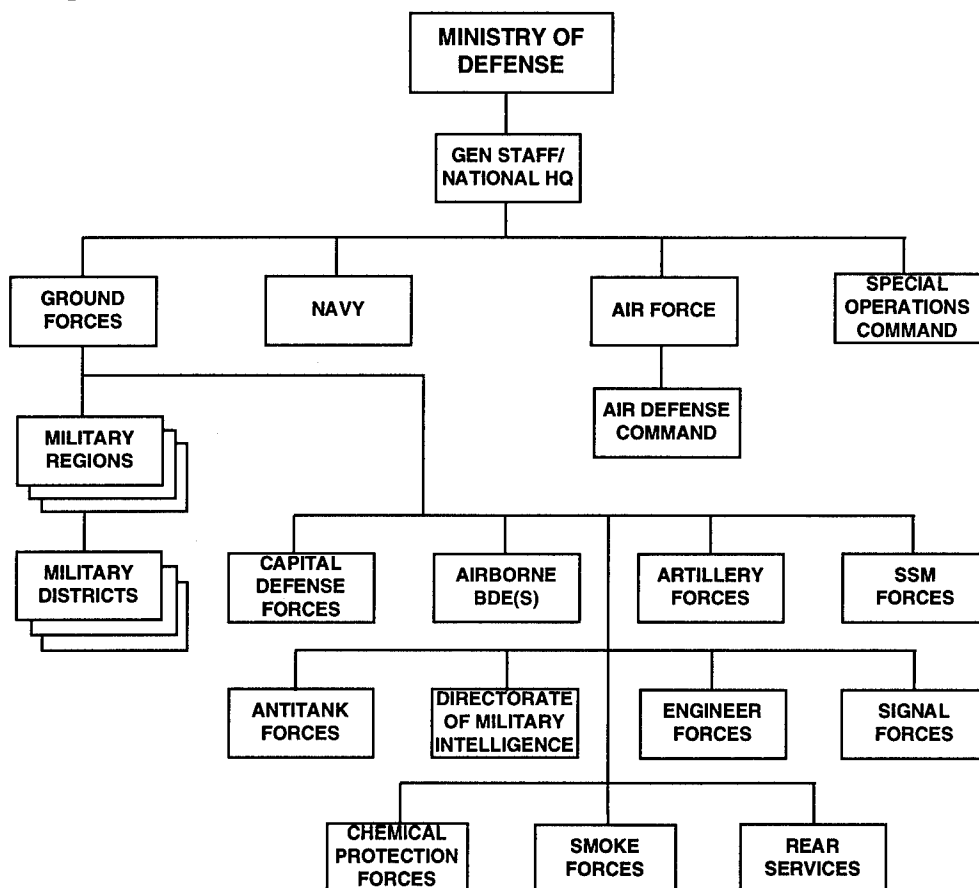 MINISTRY OF
DEFENSE
GEN STAFF/
NATIONAL HQ
GROUND
FORCES
NAVY
AIR FORCE
SPECIAL
OPERATIONS
COMMAND
AIR DEFENSE
COMMAND
MILITARY
REGIONS
MILITARY
DISTRICTS
CAPITAL
DEFENSE
FORCES
AIRBORNE
BDE(S)
ARTILLERY
FORCES
SSM
FORCES
ANTITANK
FORCES
DIRECTORATE
OF MILITARY
INTELLIGENCE
ENGINEER
FORCES
SIGNAL
FORCES
CHEMICAL
PROTECTION
FORCES
SMOKE
FORCES
REAR
SERVICES